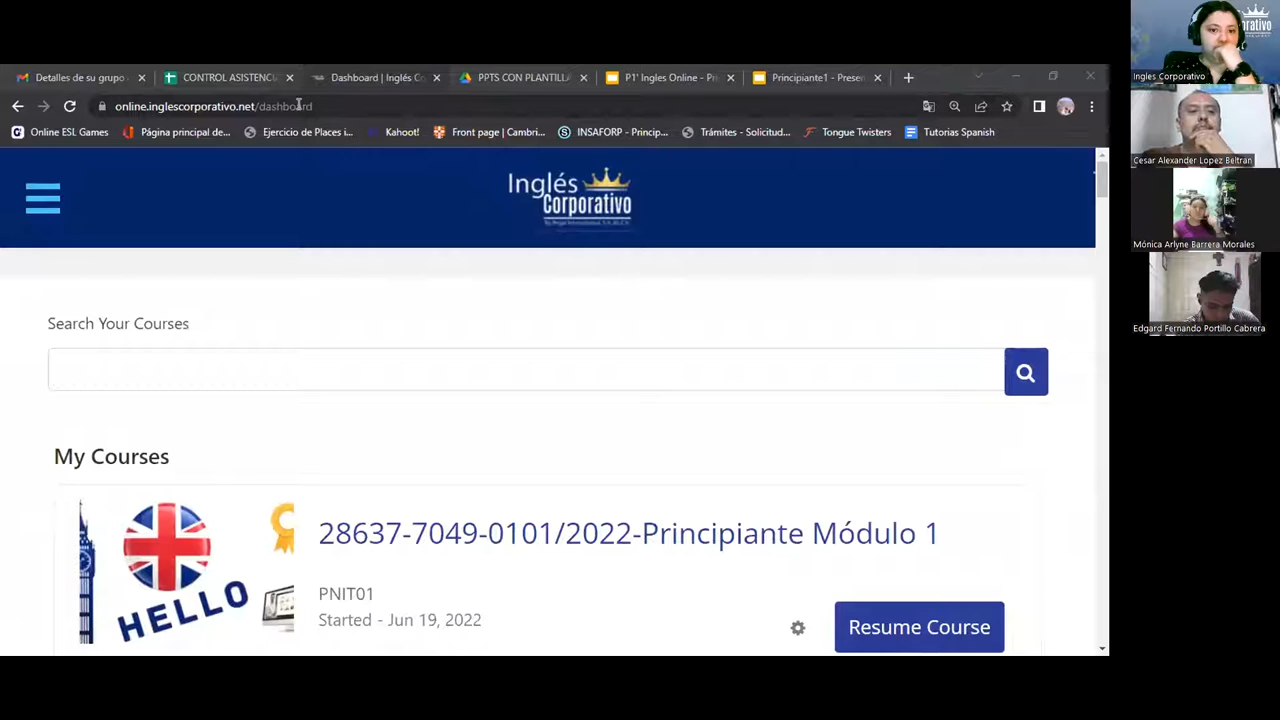 Detalles de su grupo
CONTROL ASISTENCI
Dashboard | Inglés Co
PPTS CON PLANTILLA
P1' Ingles Online - Pr
Principiante1 - Presen
online.inglescorporativo.net/dashboard
Online ESL Games
Página principal de...
Ejercicio de Places i...
Kahoot!
Front page | Cambri...
INSAFORP - Princip...
Trámites - Solicitud...
Tongue Twisters
Tutorias Spanish
Inglés
Corporativo
Search Your Courses
My Courses
HELLO
28637-7049-0101/2022-Principiante Módulo 1
PNIT01
Started - Jun 19, 2022
Resume Course
Ingles Corporativo
Cesar Alexander Lopez Beltran
Mónica Arlyne Barrera Morales
Edgard Fernando Portillo Cabrera